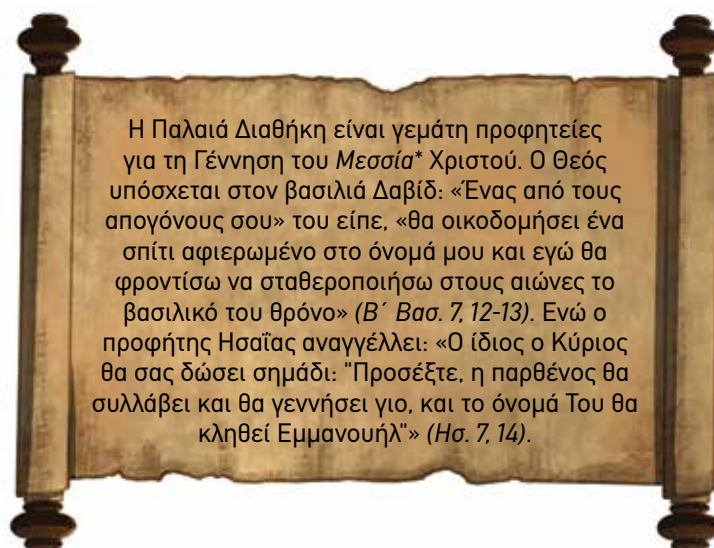 Η Παλαιά Διαθήκη είναι γεμάτη προφητείες
για τη Γέννηση του Μεσσία* Χριστού. Ο Θεός
υπόσχεται στον βασιλιά Δαβίδ: «Ένας από τους
απογόνους σου» του είπε, «θα οικοδομήσει ένα
σπίτι αφιερωμένο στο όνομά μου και εγώ θα
φροντίσω να σταθεροποιήσω στους αιώνες το
βασιλικό του θρόνο» (Β΄ Βασ. 7, 12-13). Ενώ ο
προφήτης Ησαΐας αναγγέλλει: «Ο ίδιος ο Κύριος
θα σας δώσει σημάδι: "Προσέξτε, η παρθένος θα
συλλάβει και θα γεννήσει γιο, και το όνομά Του θα
κληθεί Εμμανουήλ"» (Ησ. 7, 14).